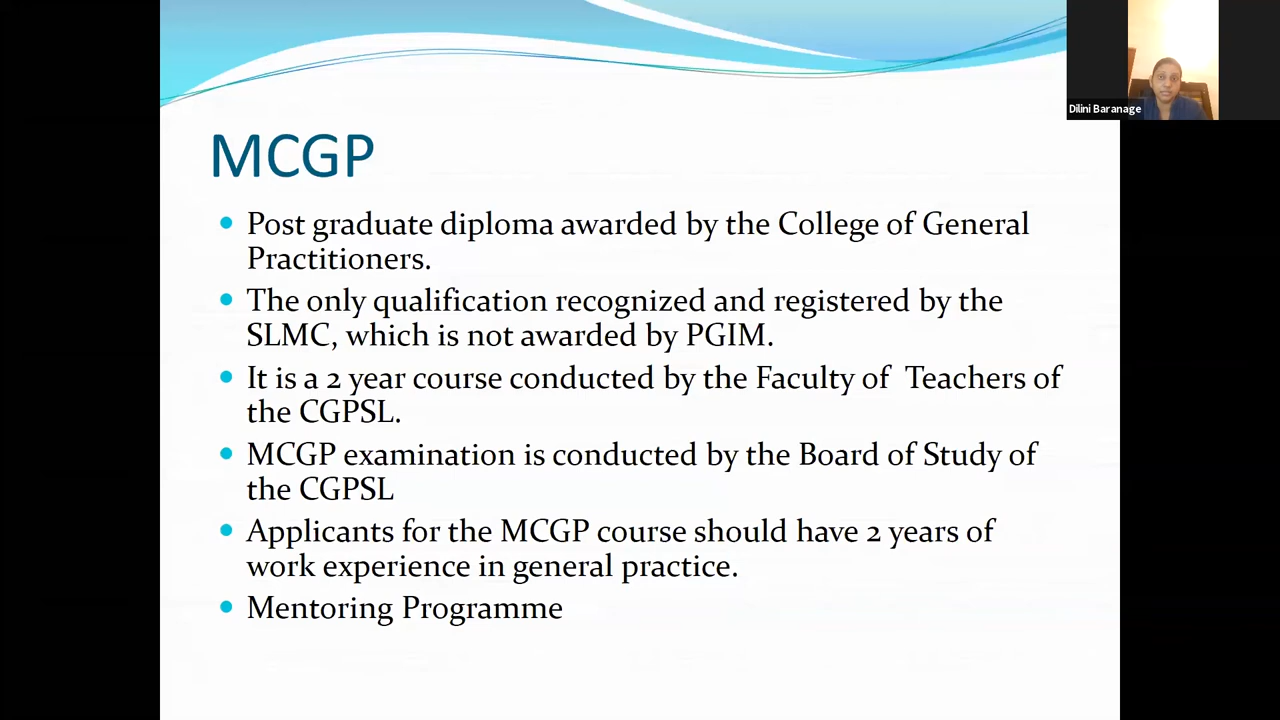 Dilini Baranage
MCGP
Post graduate diploma awarded by the College of General
Practitioners.
The only qualification recognized and registered by the
SLMC, which is not awarded by PGIM.
It is a 2 year course conducted by the Faculty of Teachers of
the CGPSL.
MCGP examination is conducted by the Board of Study of
the CGPSL
Applicants for the MCGP course should have 2 years of
work experience in general practice.
Mentoring Programme